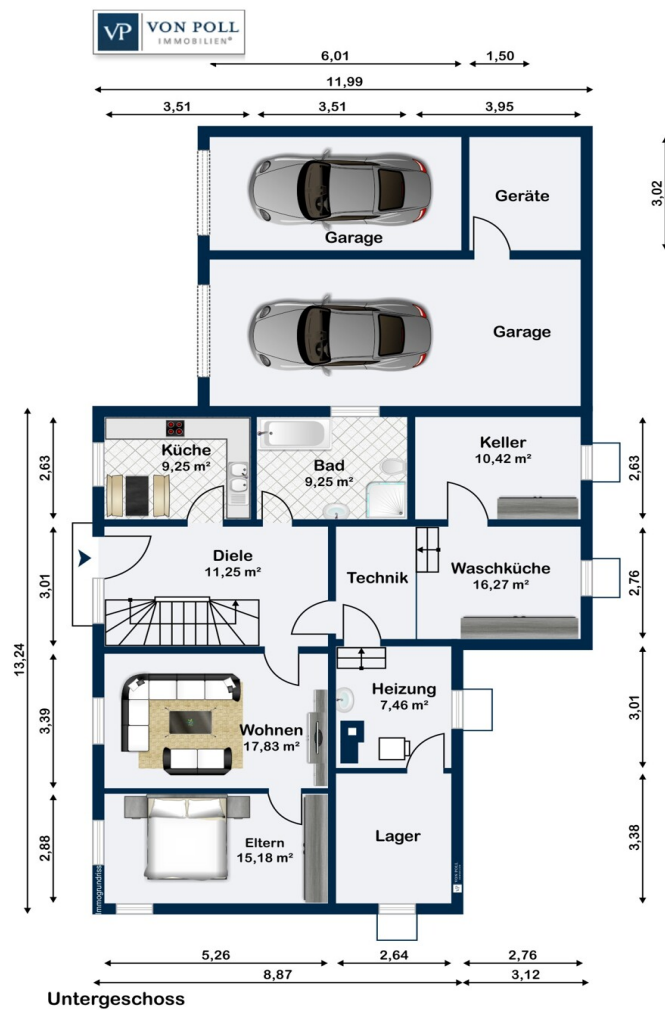 VP VON POLL
IMMOBILIEN®
6,01 1,50
11,99
3,51 3,51 3,95
3,02
Geräte
Garage
Garage
Küche
9,25 m²
Bad
9,25 m²
Keller
10,42 m²
2,63
2,63
Diele
11,25 m²
Technik
Waschküche
16,27 m²
3,01
2,76
13,24
Heizung
7,46 m²
3,01
Wohnen
17,83 m²
3,39
Lager
3,38
Eltern
15,18 m²
2,88
immogrundriss
VP VON POLL
5,26 2,64 2,76
8,87 3,12
Untergeschoss